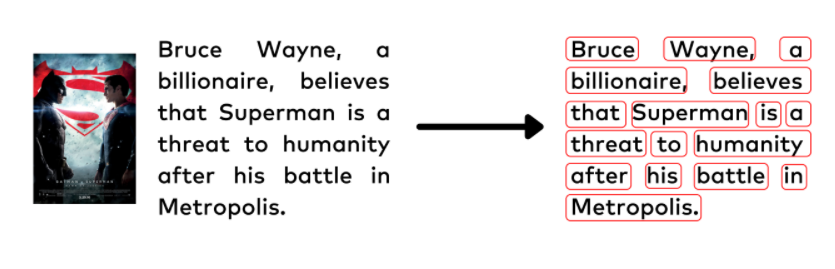 Bruce Wayne, a
billionaire, believes
that Superman is a
threat to humanity
after his battle in
Metropolis.
Bruce Wayne, a
billionaire, believes
that Superman is a
threat to humanity
after his battle in
Metropolis.